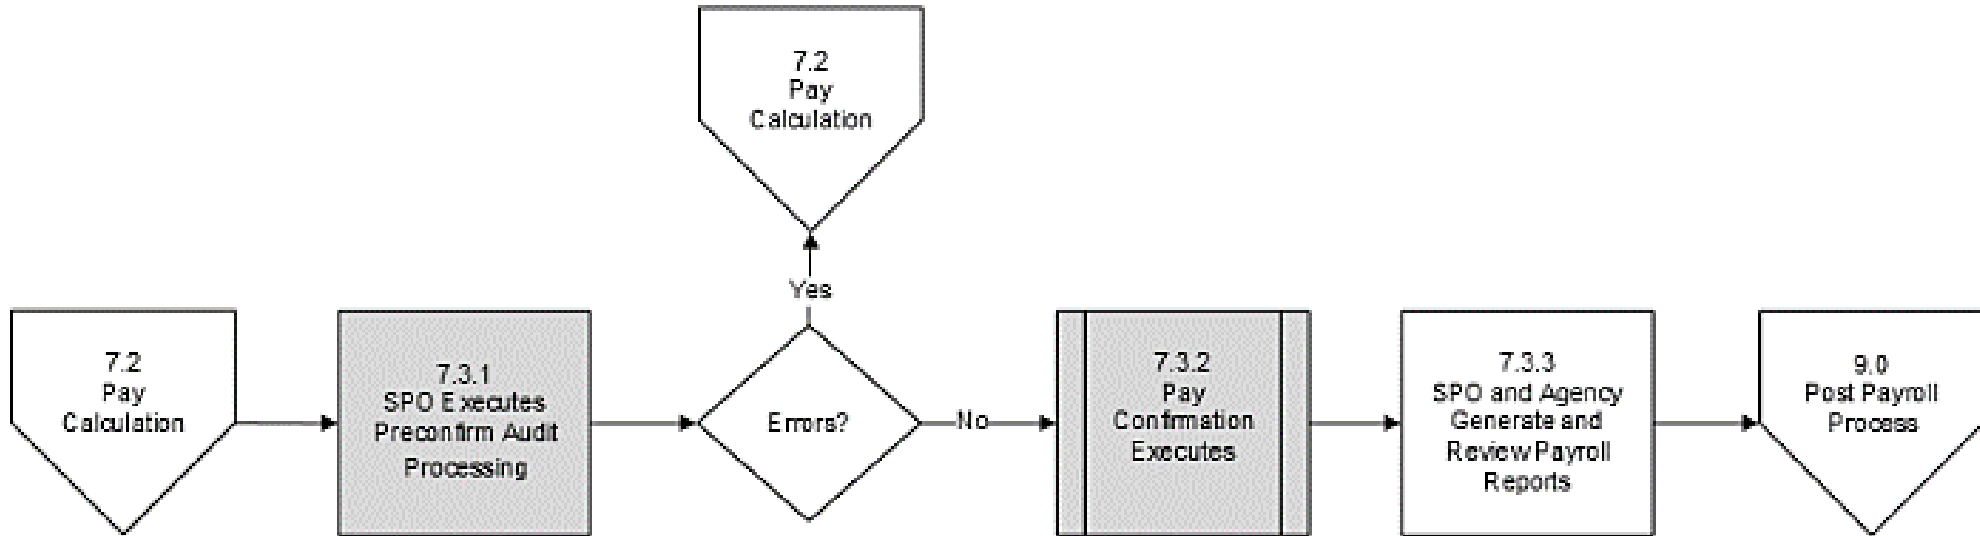 7.2
Pay
Calculation
7.2
Pay
Calculation
7.3.1
SPO Executes
Preconfirm Audit
Processing
Yes
Errors?
No
7.3.2
Pay
Confirmation
Executes
7.3.3
SPO and Agency
Generate and
Review Payroll
Reports
9.0
Post Payroll
Process